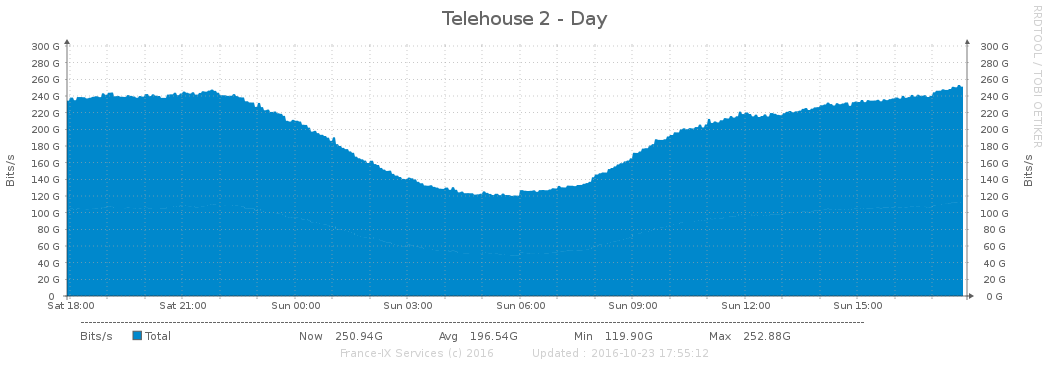 Telehouse 2 - Day
RRDTOOL / TOBI OETIKER
Bits/s
300 G
280 G
260 G
240 G
220 G
200 G
180 G
160 G
140 G
120 G
100 G
80 G
60 G
40 G
20 G
0
300 G
280 G
260 G
240 G
220 G
200 G
180 G
160 G
140 G
120 G
100 G
80 G
60 G
40 G
20 G
0 G
Bits/s
Sat 18:00 Sat 21:00 Sun 00:00 Sun 03:00 Sun 06:00 Sun 09:00 Sun 12:00 Sun 15:00
Bits/s Total Now 250.94G Avg 196.54G Min 119.90G Max 252.88G
France-IX Services (c) 2016 Updated : 2016-10-23 17:55:12